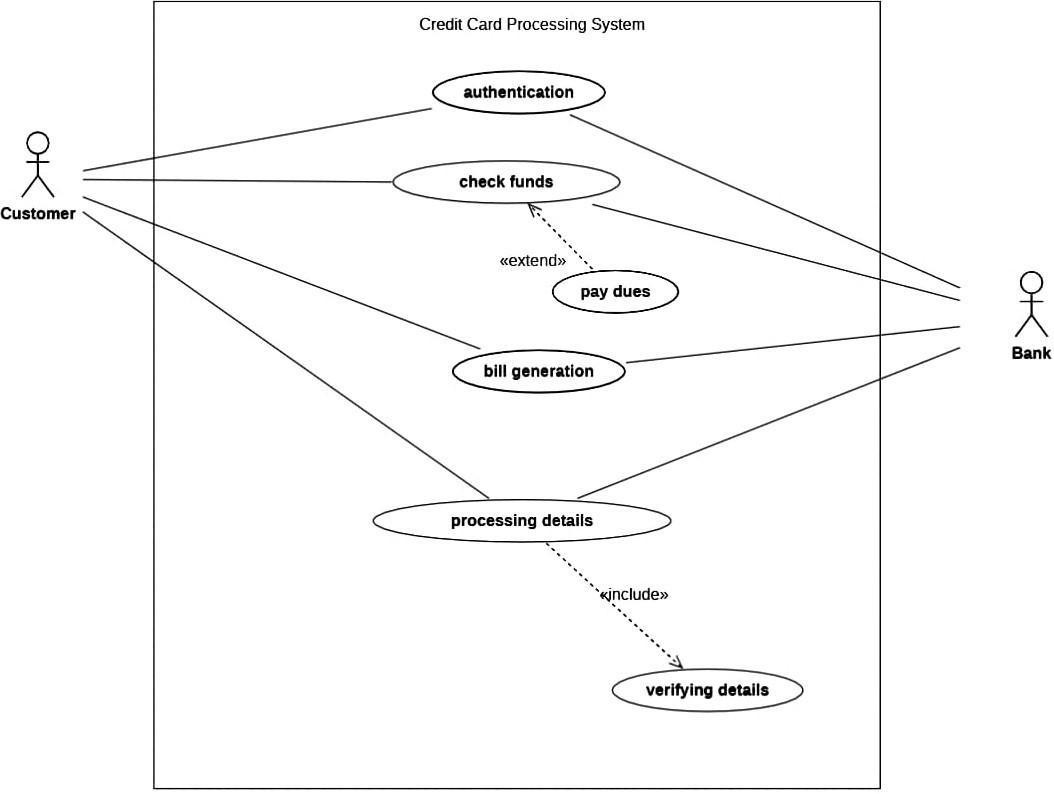 Credit Card Processing System
authentication
check funds
Customer
«extend»
pay dues
Bank
bill generation
processing details
«include»
verifying details